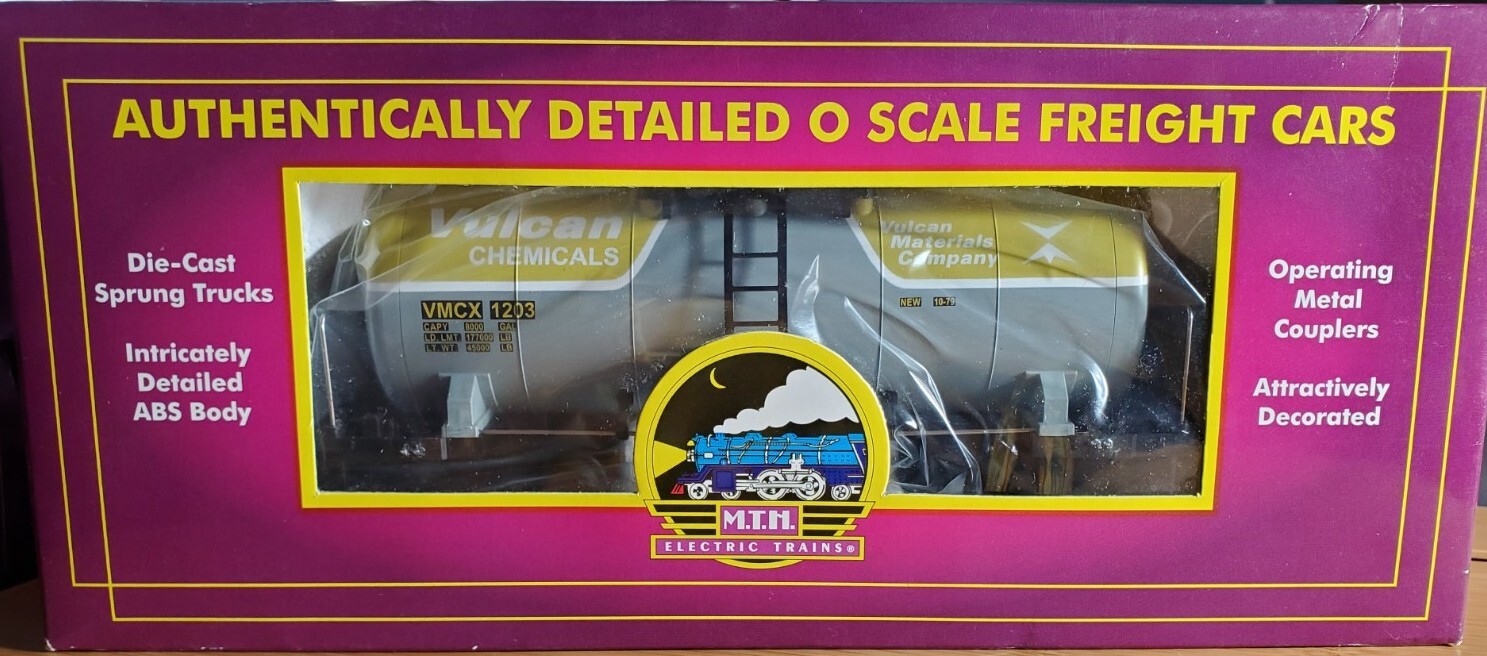 AUTHENTICALLY DETAILED O SCALE FREIGHT CARS
Die-Cast
Sprung Trucks
Intricately
Detailed
ABS Body
Vulcan
CHEMICALS
VMCX 1203
CAPY 8000 GAL
LD. LMT 177000 LB
LT. WT 45000 LB
Vulcan
Materials
Company
NEW 10-79
Operating
Metal
Couplers
Attractively
Decorated
M.T.H.
ELECTRIC TRAINS®